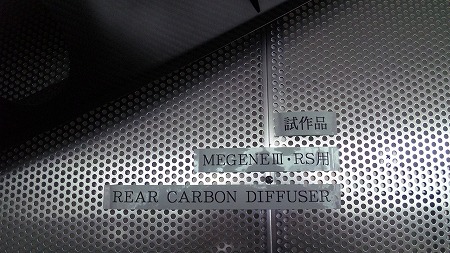 試作品
MEGENEⅢ・RS用
REAR CARBON DIFFUSER